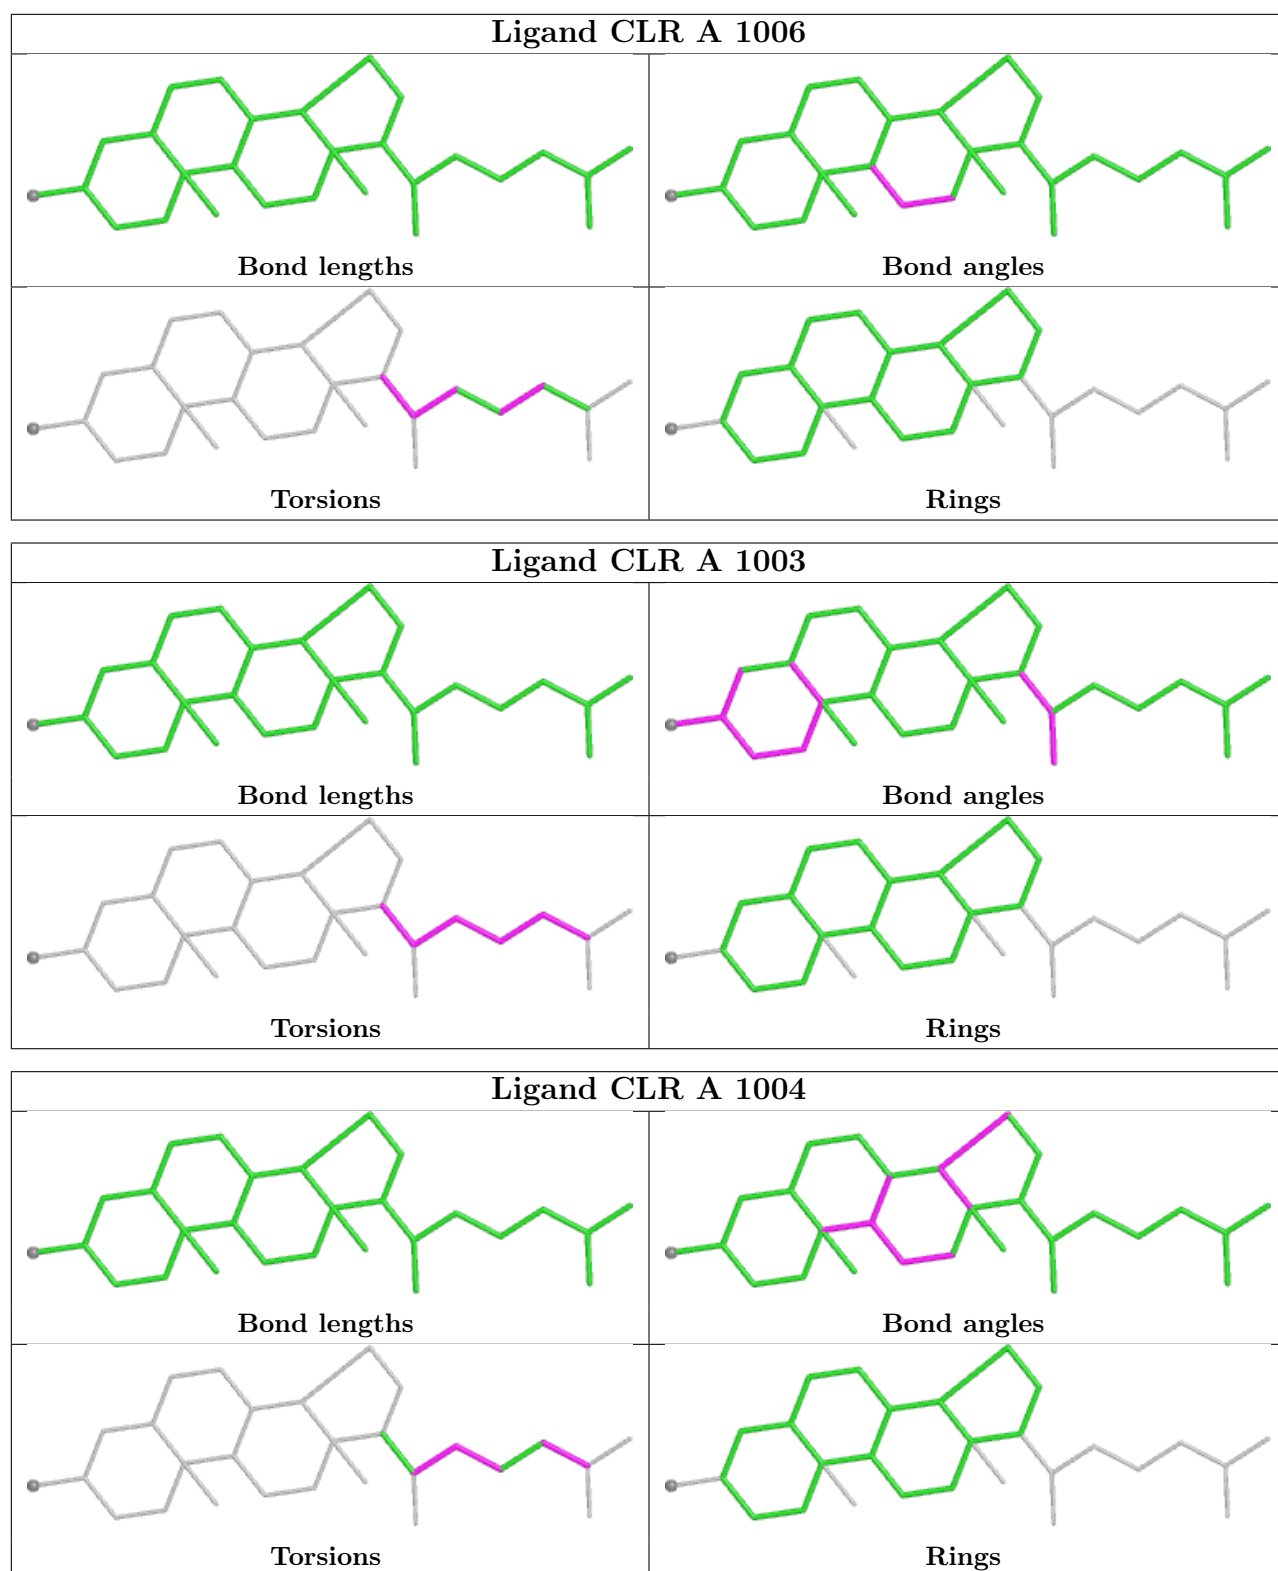 Ligand CLR A 1006
Bond lengths
Bond angles
Torsions
Rings
Ligand CLR A 1003
Bond lengths
Bond angles
Torsions
Rings
Ligand CLR A 1004
Bond lengths
Bond angles
Torsions
Rings